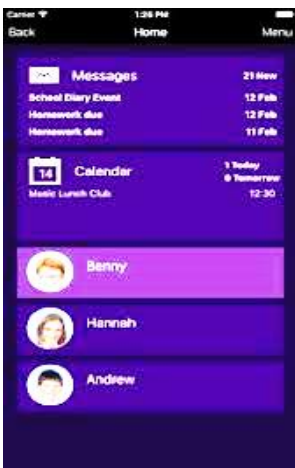 Carrier 1:26 PM
Back Home Menu
Messages 21 New
School Diary Event 12 Feb
Homework due 12 Feb
Homework due 11 Feb
14 Calendar 1 Today
0 Tomorrow
Music Lunch Club 12:30
Benny
Hannah
Andrew